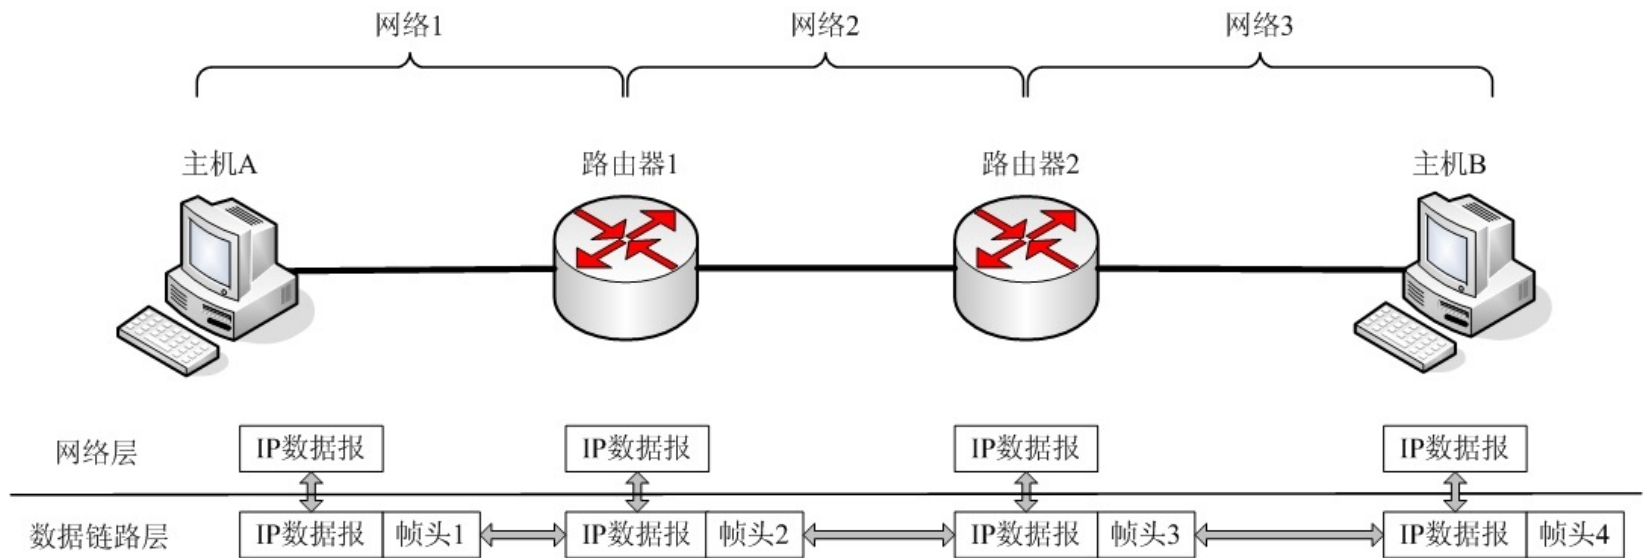 网络1 网络2 网络3
主机A 路由器1 路由器2 主机B
网络层 IP数据报 IP数据报 IP数据报 IP数据报
数据链路层 IP数据报 帧头1 IP数据报 帧头2 IP数据报 帧头3 IP数据报 帧头4